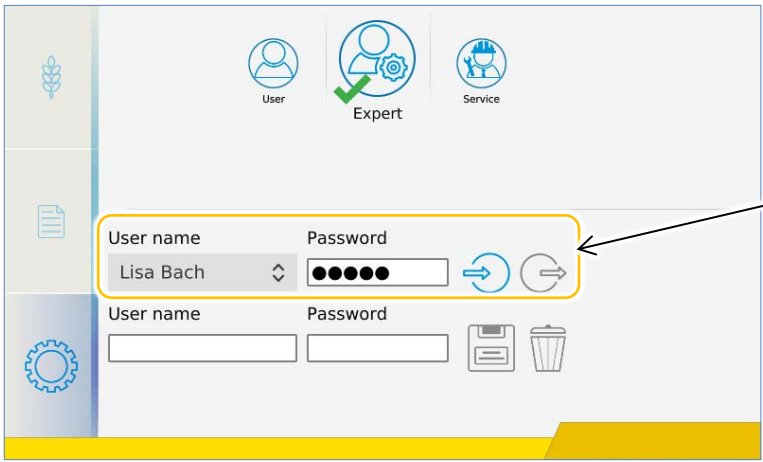 User
Expert
Service
User name Password
Lisa Bach ●●●●●
User name Password